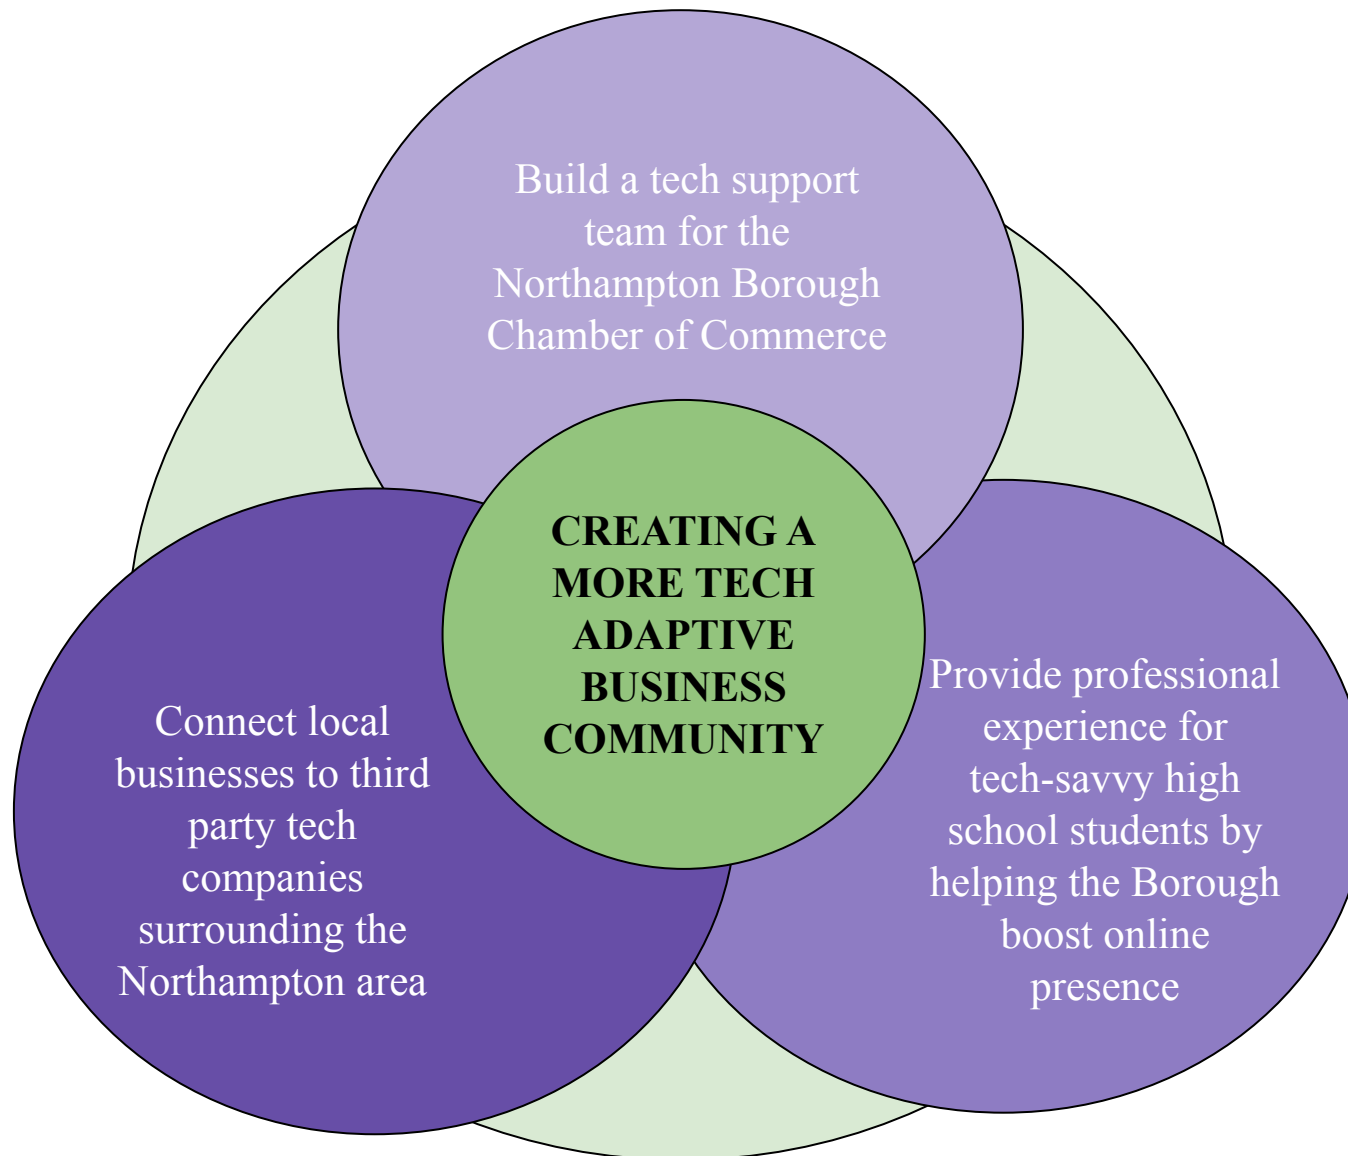 Build a tech support
team for the
Northampton Borough
Chamber of Commerce
CREATING A
MORE TECH
ADAPTIVE
BUSINESS
COMMUNITY
Connect local
businesses to third
party tech
companies
surrounding the
Northampton area
Provide professional
experience for
tech-savvy high
school students by
helping the Borough
boost online
presence